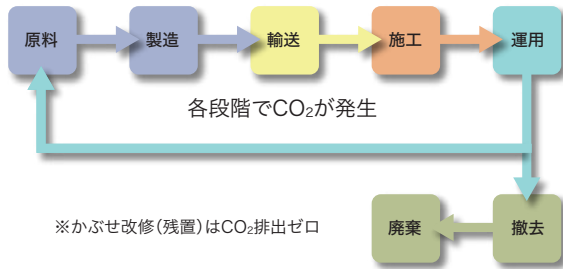 原料
製造
輸送
施工
運用
各段階でCO₂が発生
※かぶせ改修(残置)はCO₂排出ゼロ
廃棄
撤去